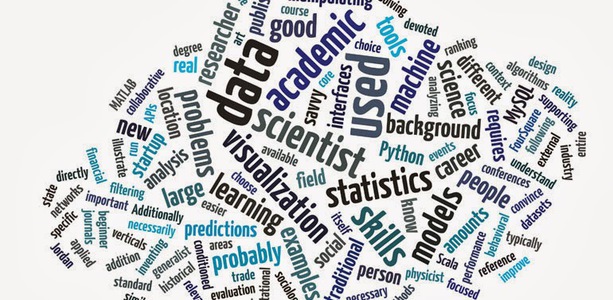 manipulating
solving
devoted
course
publish
art
good
tools
choice
ranking
design
degree
real
researcher
data
academic
used
machine
context
algorithms
reality
MATLAB
collaborative
APIs
location
core
savvy
interfaces
analyzing
science
focus
different
MySQL
supporting
FourSquare
following
external
industry
entire
new
run
startup
illustrate
problems
scientist
background
requires
analysis
visualization
available
Python
events
career
conferences
understand
state
directly
financial
filtering
large
learning
choose
field
statistics
people
convince
datasets
networks
specific
important
beginner
journals
applied
Jordan
Additionally
necessarily
verticals
easier
itself
skills
know
models
amounts
performance
behavioral
typically
predictions
areas
examples
social
Scala
reference
improve
addition
inventing
generalist
historical
conditioned
probably
trade
traditional
person
physicist
focused
standard
evaluation
necessary